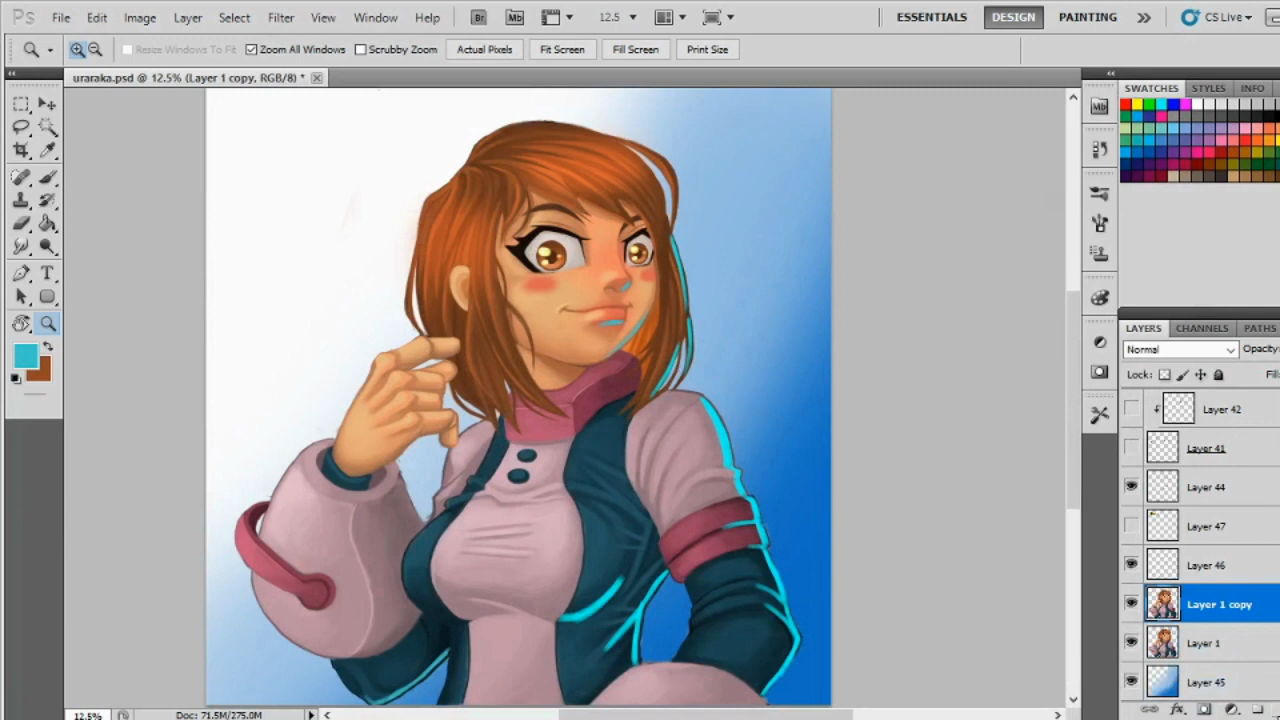 Ps File Edit Image Layer Select Filter View Window Help Br Mb 12.5 ESSENTIALS DESIGN PAINTING CS Live
Resize Windows To Fit Zoom All Windows Scrubby Zoom Actual Pixels Fit Screen Fill Screen Print Size
uraraka.psd @ 12.5% (Layer 1 copy, RGB/8) *
SWATCHES STYLES INFO
Mb
LAYERS CHANNELS PATHS
Normal Opacity:
Lock: Fill:
Layer 42
Layer 41
Layer 44
Layer 47
Layer 46
Layer 1 copy
Layer 1
Layer 45
12.5% Doc: 71.5M/275.0M